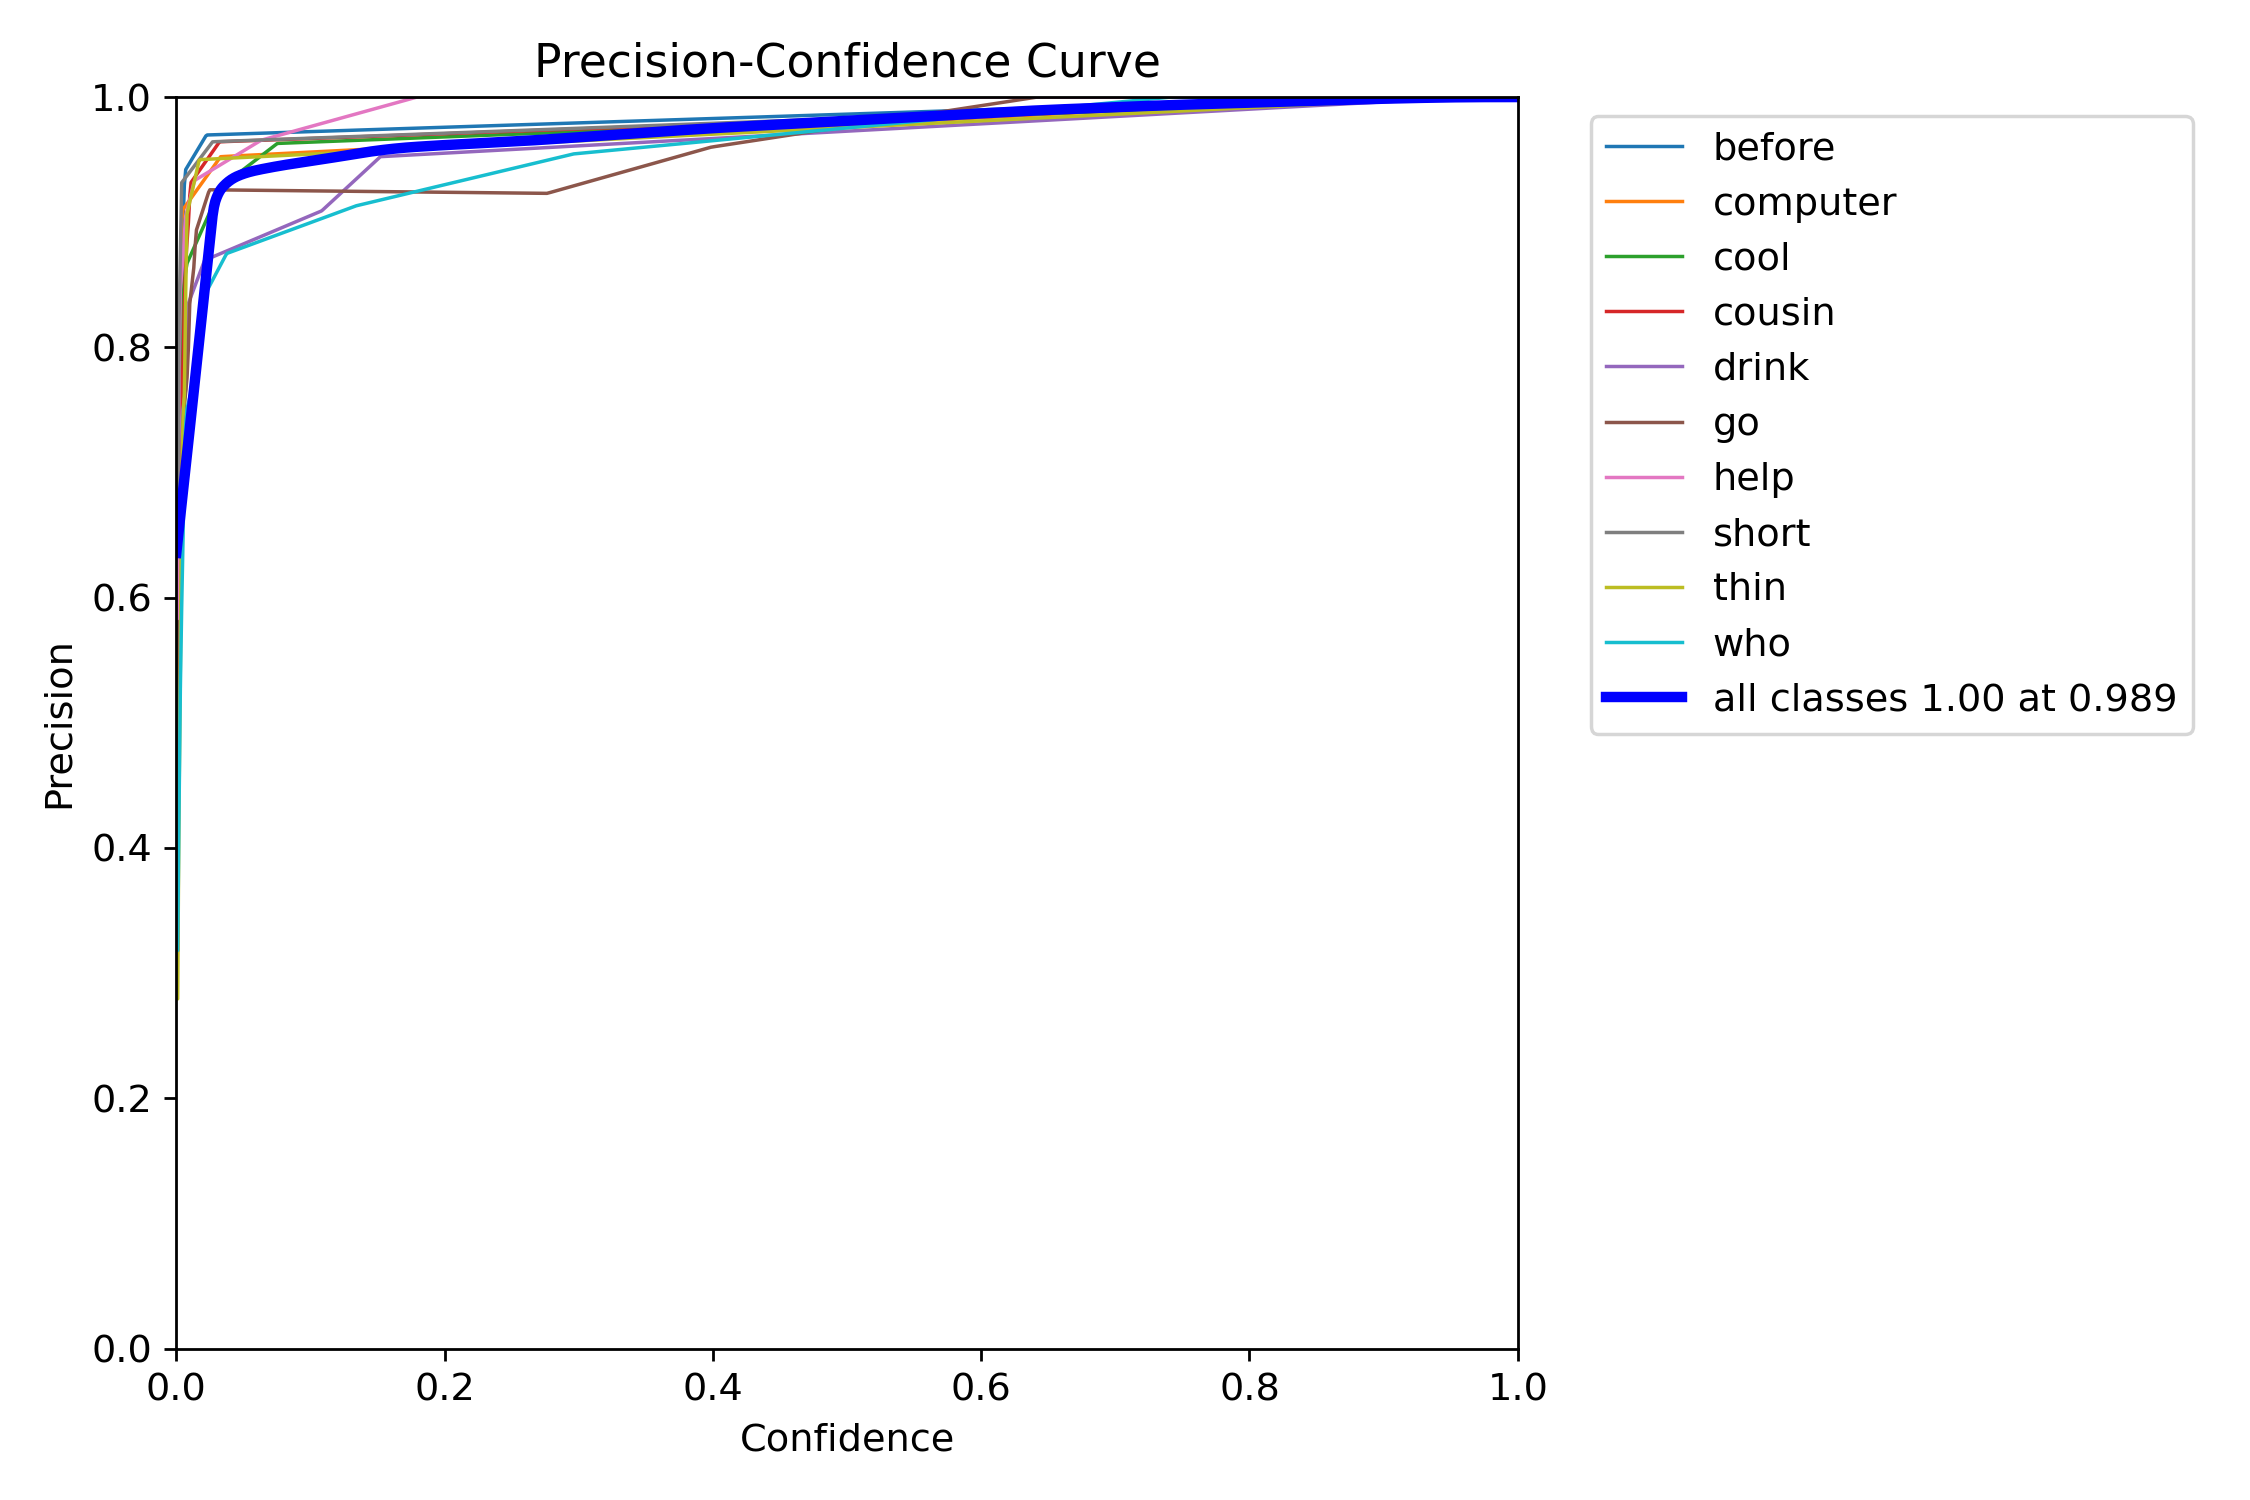 Precision-Confidence Curve
1.0
0.8
0.6
0.4
0.2
0.0
Precision
0.0 0.2 0.4 0.6 0.8 1.0
Confidence
before
computer
cool
cousin
drink
go
help
short
thin
who
all classes 1.00 at 0.989